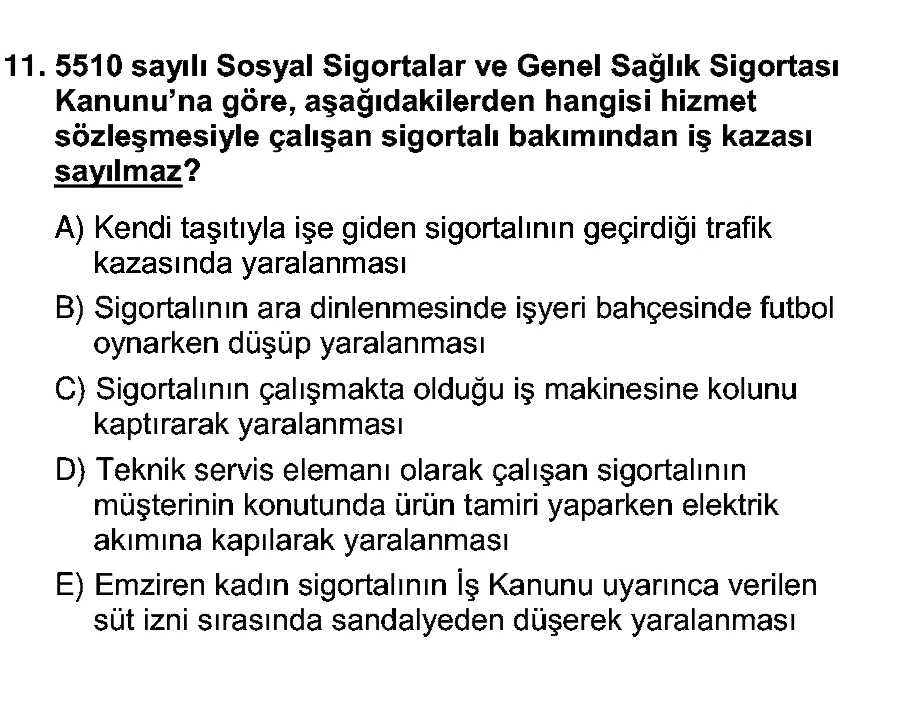 11. 5510 sayılı Sosyal Sigortalar ve Genel Sağlık Sigortası
Kanunu’na göre, aşağıdakilerden hangisi hizmet
sözleşmesiyle çalışan sigortalı bakımından iş kazası
sayılmaz?
A) Kendi taşıtıyla işe giden sigortalının geçirdiği trafik
kazasında yaralanması
B) Sigortalının ara dinlenmesinde işyeri bahçesinde futbol
oynarken düşüp yaralanması
C) Sigortalının çalışmakta olduğu iş makinesine kolunu
kaptırarak yaralanması
D) Teknik servis elemanı olarak çalışan sigortalının
müşterinin konutunda ürün tamiri yaparken elektrik
akımına kapılarak yaralanması
E) Emziren kadın sigortalının İş Kanunu uyarınca verilen
süt izni sırasında sandalyeden düşerek yaralanması